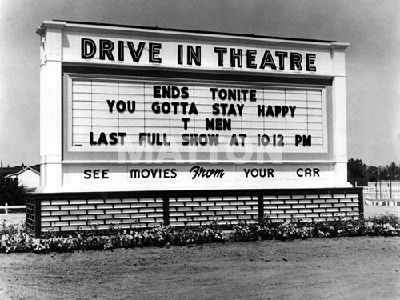 DRIVE IN THEATRE
ENDS TONITE
YOU GOTTA STAY HAPPY
T MEN
LAST FULL SHOW AT 10 12 PM
SEE MOVIES From YOUR CAR